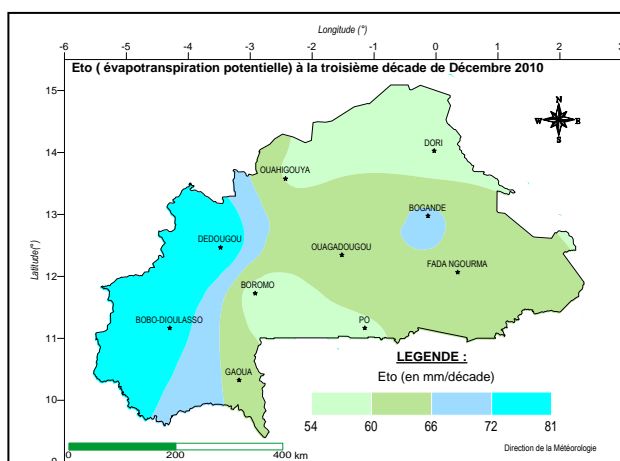 Longitude (°)
-6 -5 -4 -3 -2 -1 0 1 2 3
Eto ( évapotranspiration potentielle) à la troisième décade de Décembre 2010
15
14
13
12
11
10
9
Latitude(°)
W E
S
DORI
OUAHIGOUYA
BOGANDE
DEDOUGOU
OUAGADOUGOU
FADA NGOURMA
BOROMO
BOBO-DIOULASSO
PO
GAOUA
LEGENDE :
Eto (en mm/décade)
54 60 66 72 81
0 200 400
km
Direction de la Météorologie